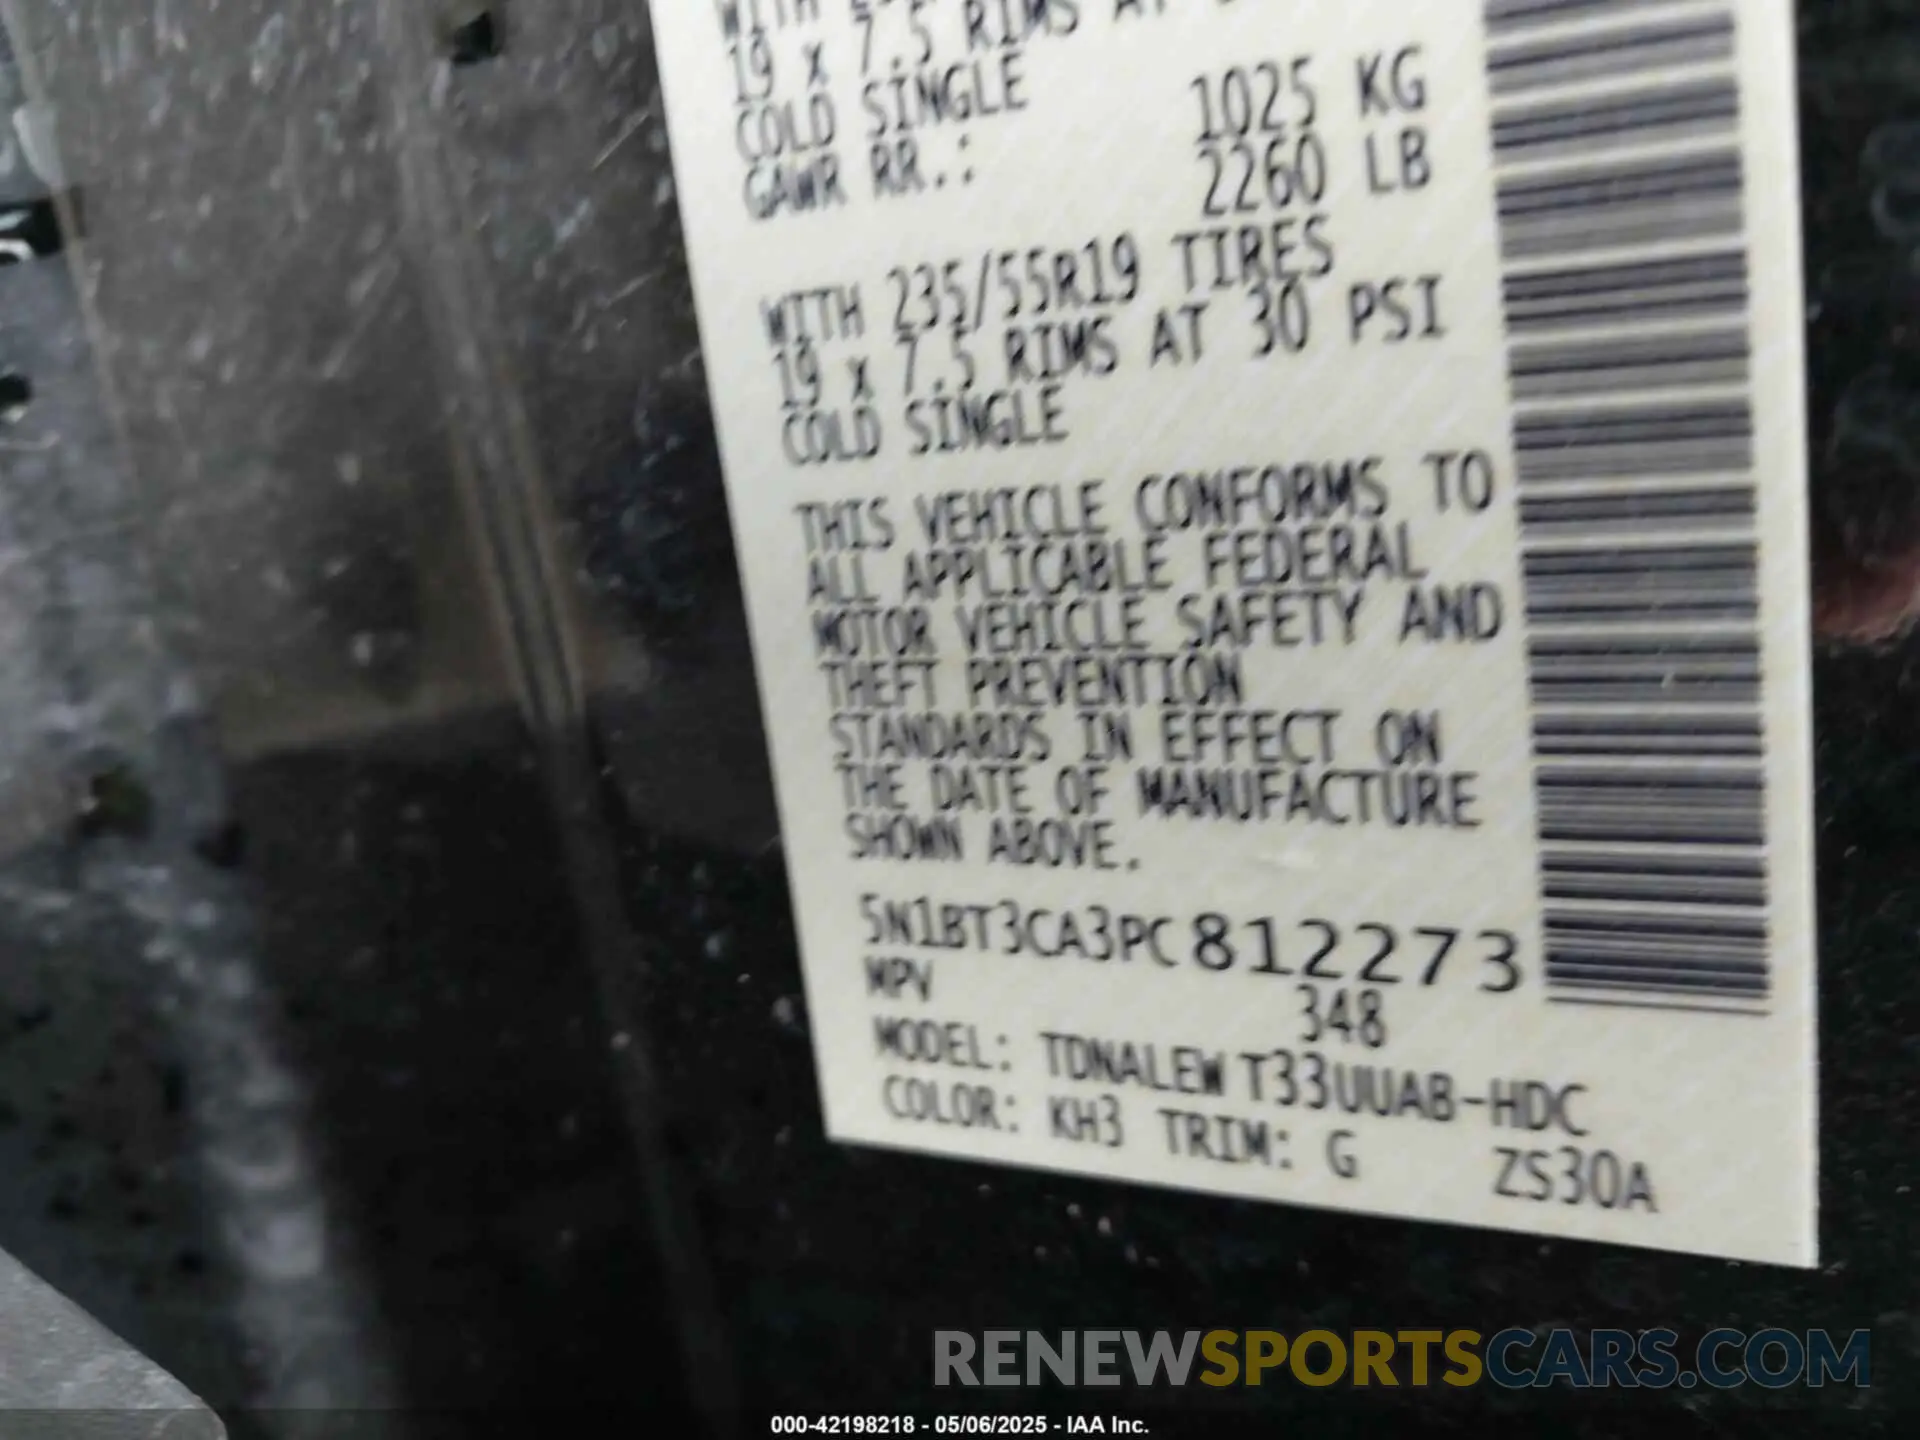 WITH
19 x 7.5 RIMS AT
COLD SINGLE
GAWR RR.: 1025 KG
2260 LB
WITH 235/55R19 TIRES
19 x 7.5 RIMS AT 30 PSI
COLD SINGLE
THIS VEHICLE CONFORMS TO
ALL APPLICABLE FEDERAL
MOTOR VEHICLE SAFETY AND
THEFT PREVENTION
STANDARDS IN EFFECT ON
THE DATE OF MANUFACTURE
SHOWN ABOVE.
5N1BT3CA3PC812273
MPV 348
MODEL: TDNALEW T33UUAB-HDC
COLOR: KH3 TRIM: G ZS30A
RENEWSPORTSCARS.COM
000-42198218 - 05/06/2025 - IAA Inc.